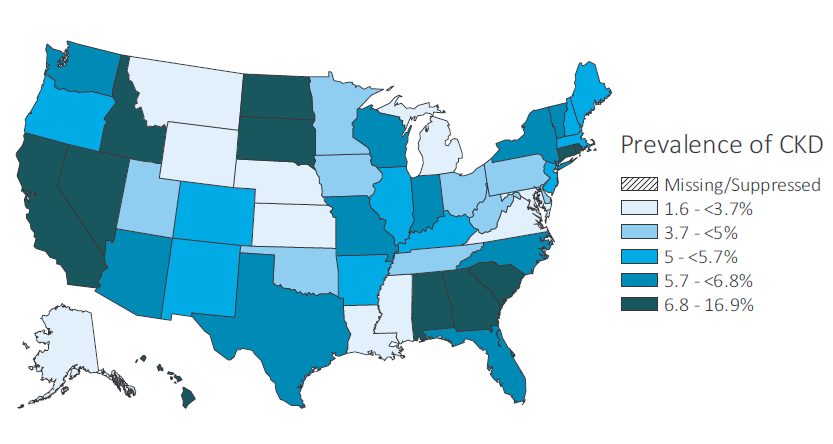 Prevalence of CKD
Missing/Suppressed
1.6 - <3.7%
3.7 - <5%
5 - <5.7%
5.7 - <6.8%
6.8 - 16.9%